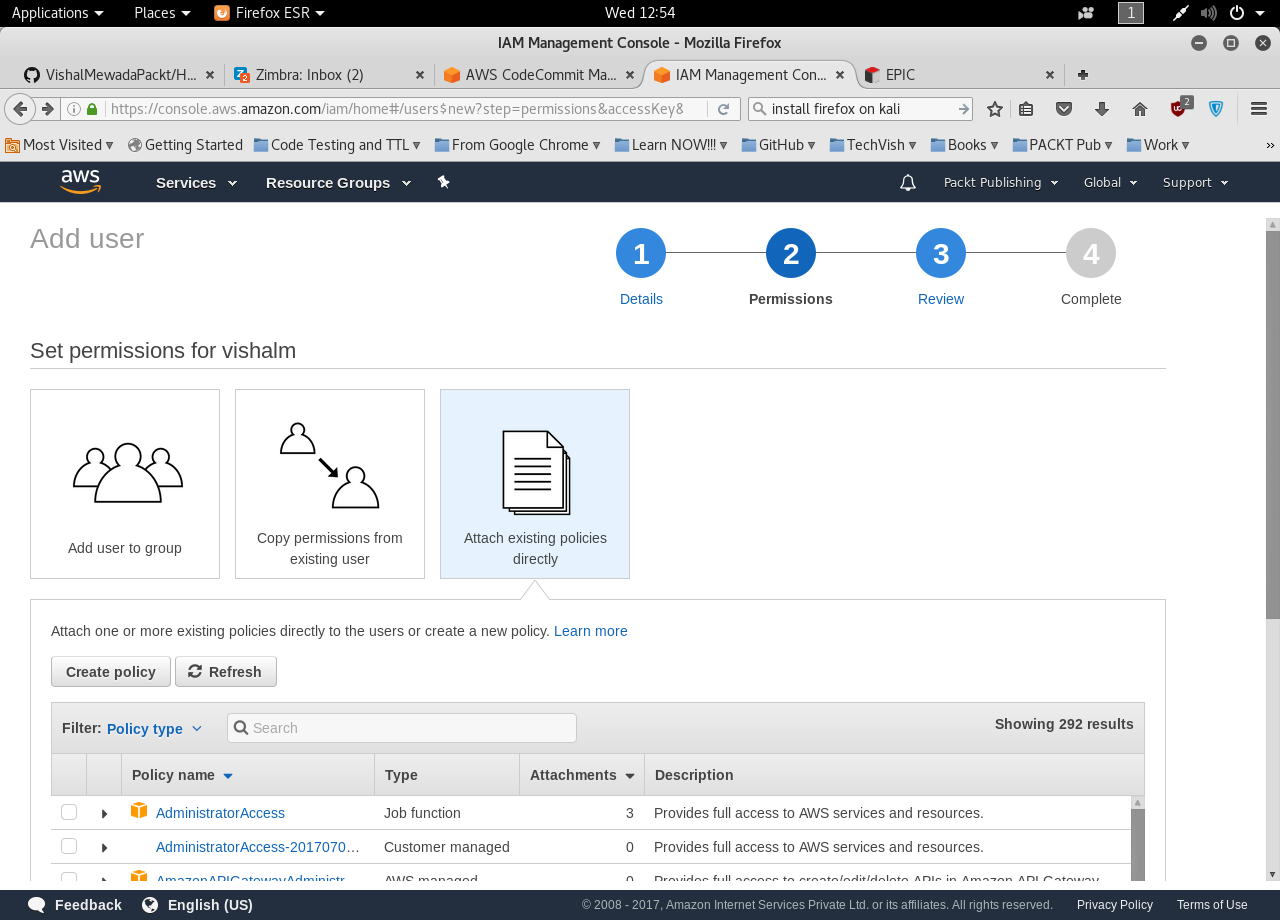 Applications Places Firefox ESR Wed 12:54 1
IAM Management Console - Mozilla Firefox
VishalMewadaPackt/H... Zimbra: Inbox (2) AWS CodeCommit Ma... IAM Management Con... EPIC
https://console.aws.amazon.com/iam/home#/users$new?step=permissions&accessKey& install firefox on kali 2
Most Visited Getting Started Code Testing and TTL From Google Chrome Learn NOW!!! GitHub TechVish Books PACKT Pub Work »
aws Services Resource Groups Packt Publishing Global Support
Add user
1 2 3 4
Details Permissions Review Complete
Set permissions for vishalm
Add user to group
Copy permissions from
existing user
Attach existing policies
directly
Attach one or more existing policies directly to the users or create a new policy. Learn more
Create policy Refresh
Filter: Policy type Search Showing 292 results
Policy name Type Attachments Description
AdministratorAccess Job function 3 Provides full access to AWS services and resources.
AdministratorAccess-2017070... Customer managed 0 Provides full access to AWS services and resources.
AmazonAPIGatewayAdministr... AWS managed 0 Provides full access to create/edit/delete APIs in Amazon API Gateway
Feedback English (US) © 2008 - 2017, Amazon Internet Services Private Ltd. or its affiliates. All rights reserved. Privacy Policy Terms of Use